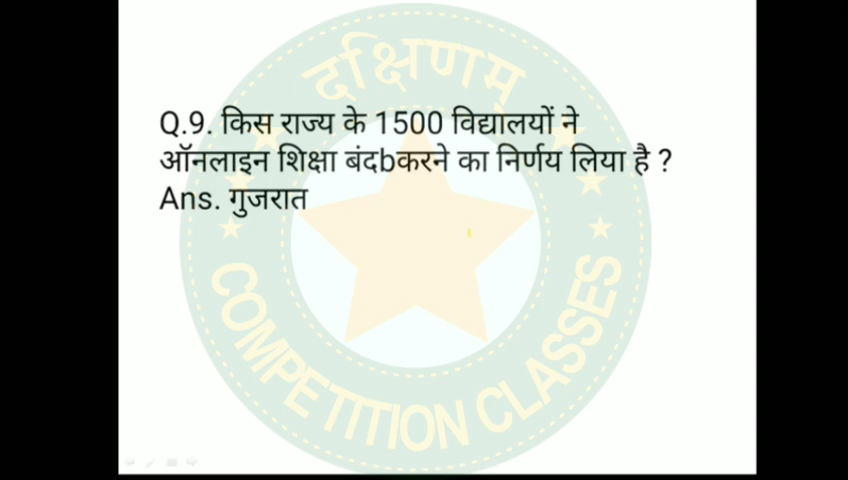 दक्षिणम्
Q.9. किस राज्य के 1500 विद्यालयों ने
ऑनलाइन शिक्षा बंदbकरने का निर्णय लिया है ?
Ans. गुजरात
COMPETITION CLASSES